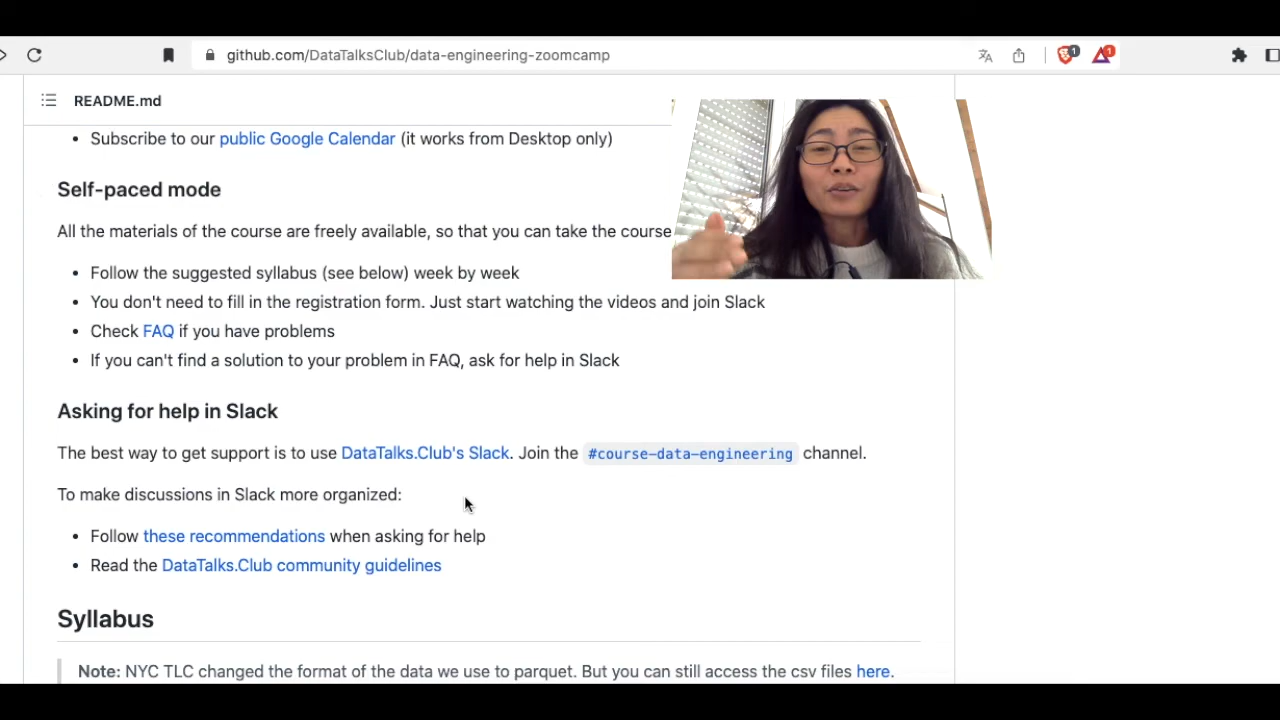 github.com/DataTalksClub/data-engineering-zoomcamp
1
1
README.md
• Subscribe to our public Google Calendar (it works from Desktop only)
Self-paced mode
All the materials of the course are freely available, so that you can take the course
• Follow the suggested syllabus (see below) week by week
• You don't need to fill in the registration form. Just start watching the videos and join Slack
• Check FAQ if you have problems
• If you can't find a solution to your problem in FAQ, ask for help in Slack
Asking for help in Slack
The best way to get support is to use DataTalks.Club's Slack. Join the #course-data-engineering channel.
To make discussions in Slack more organized:
• Follow these recommendations when asking for help
• Read the DataTalks.Club community guidelines
Syllabus
Note: NYC TLC changed the format of the data we use to parquet. But you can still access the csv files here.